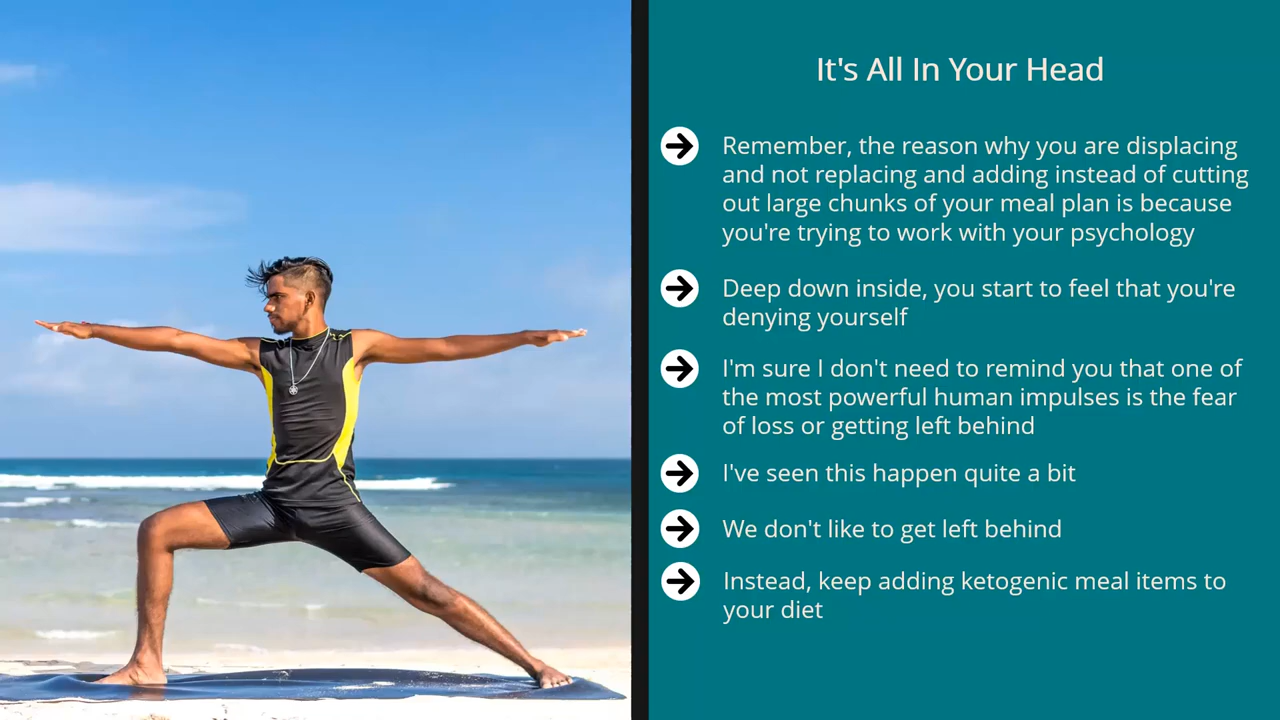 It's All In Your Head
Remember, the reason why you are displacing
and not replacing and adding instead of cutting
out large chunks of your meal plan is because
you're trying to work with your psychology
Deep down inside, you start to feel that you're
denying yourself
I'm sure I don't need to remind you that one of
the most powerful human impulses is the fear
of loss or getting left behind
I've seen this happen quite a bit
We don't like to get left behind
Instead, keep adding ketogenic meal items to
your diet